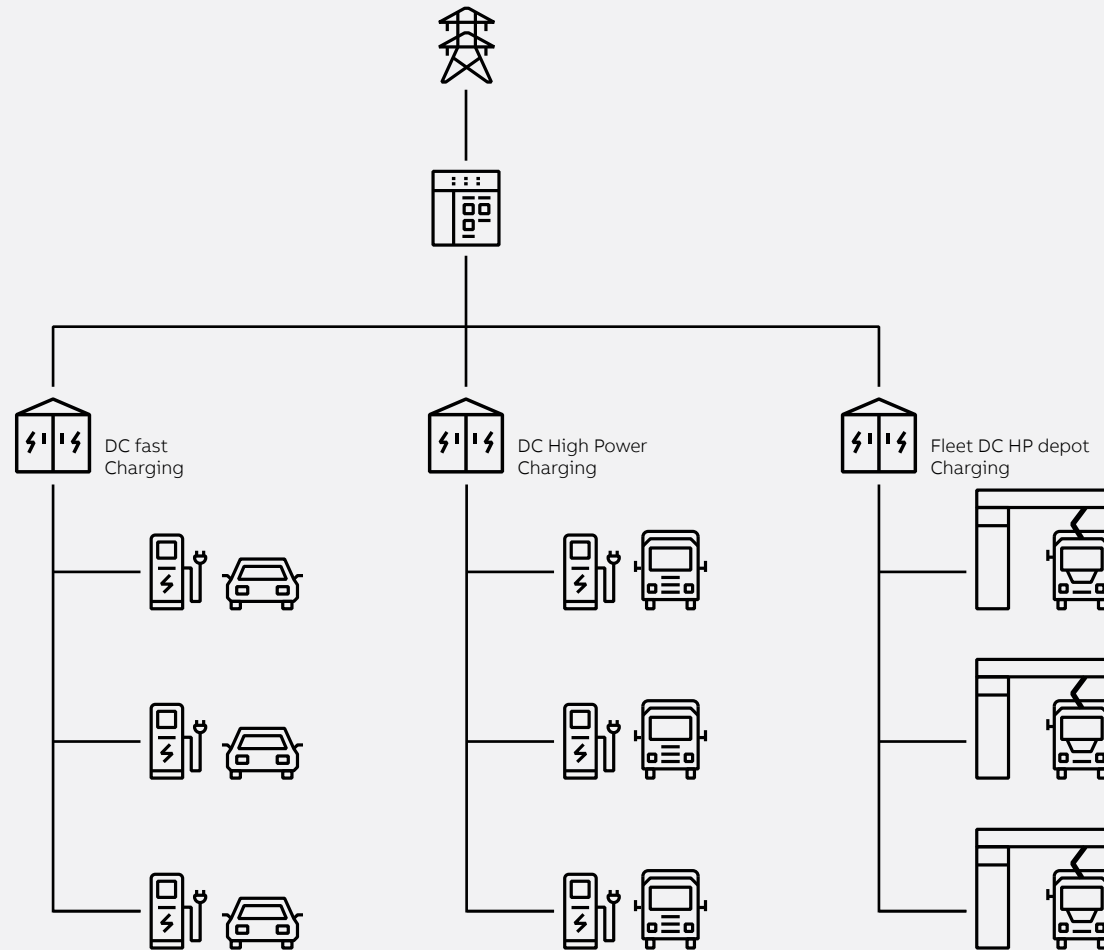 DC fast
Charging
DC High Power
Charging
Fleet DC HP depot
Charging